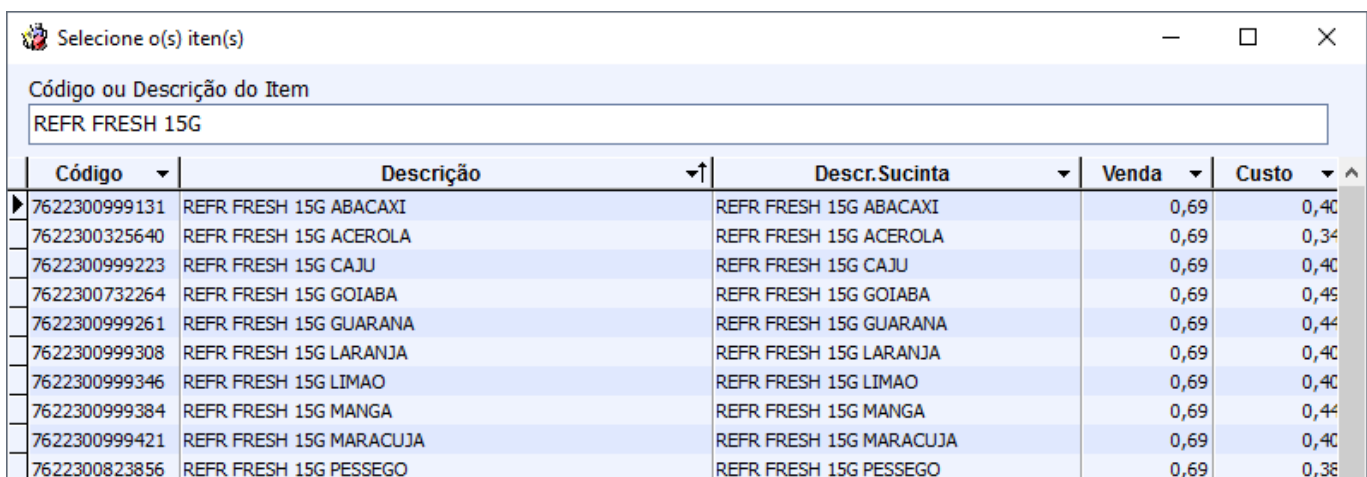 Selecione o(s) iten(s)
Código ou Descrição do Item
REFR FRESH 15G
Código Descrição Descr.Sucinta Venda Custo
7622300999131 REFR FRESH 15G ABACAXI REFR FRESH 15G ABACAXI 0,69 0,40
7622300325640 REFR FRESH 15G ACEROLA REFR FRESH 15G ACEROLA 0,69 0,34
7622300999223 REFR FRESH 15G CAJU REFR FRESH 15G CAJU 0,69 0,40
7622300732264 REFR FRESH 15G GOIABA REFR FRESH 15G GOIABA 0,69 0,49
7622300999261 REFR FRESH 15G GUARANA REFR FRESH 15G GUARANA 0,69 0,44
7622300999308 REFR FRESH 15G LARANJA REFR FRESH 15G LARANJA 0,69 0,40
7622300999346 REFR FRESH 15G LIMAO REFR FRESH 15G LIMAO 0,69 0,40
7622300999384 REFR FRESH 15G MANGA REFR FRESH 15G MANGA 0,69 0,44
7622300999421 REFR FRESH 15G MARACUJA REFR FRESH 15G MARACUJA 0,69 0,40
7622300823856 REFR FRESH 15G PESSEGO REFR FRESH 15G PESSEGO 0,69 0,38